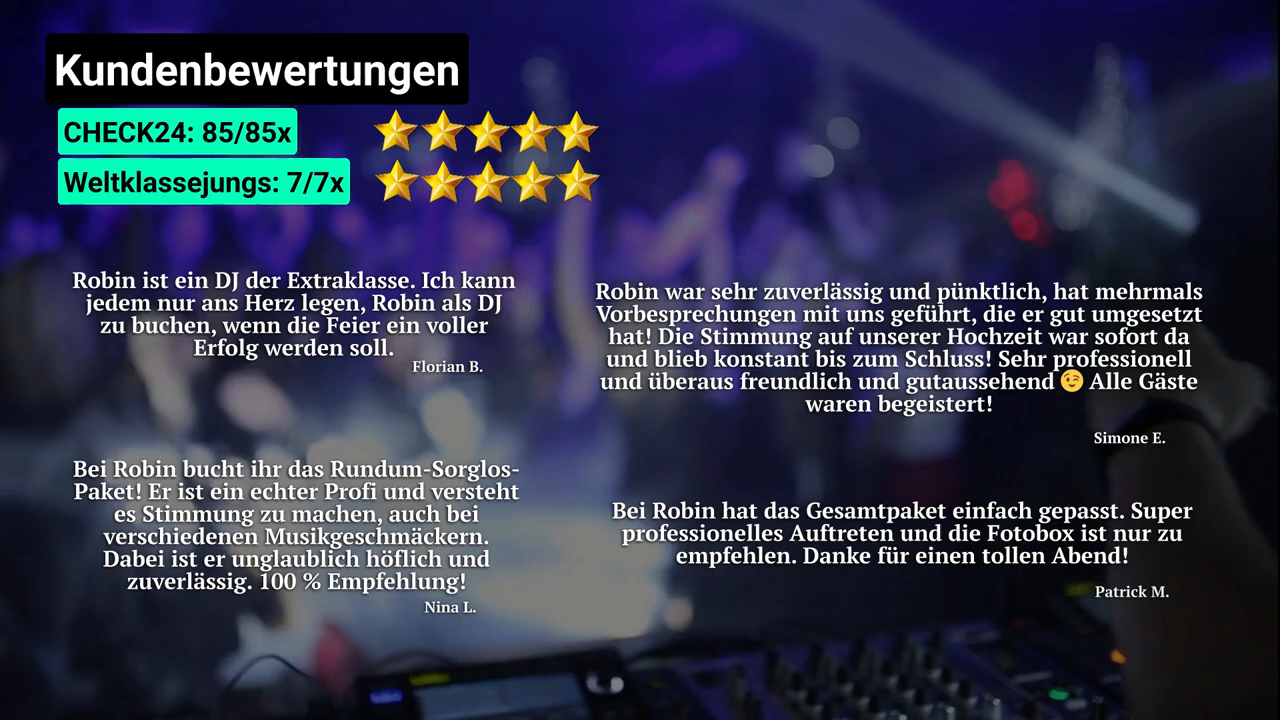 Kundenbewertungen
CHECK24: 85/85x
Weltklassejungs: 7/7x
Robin ist ein DJ der Extraklasse. Ich kann
jedem nur ans Herz legen, Robin als DJ
zu buchen, wenn die Feier ein voller
Erfolg werden soll.
Florian B.
Bei Robin bucht ihr das Rundum-Sorglos-
Paket! Er ist ein echter Profi und versteht
es Stimmung zu machen, auch bei
verschiedenen Musikgeschmäckern.
Dabei ist er unglaublich höflich und
zuverlässig. 100 % Empfehlung!
Nina L.
Robin war sehr zuverlässig und pünktlich, hat mehrmals
Vorbesprechungen mit uns geführt, die er gut umgesetzt
hat! Die Stimmung auf unserer Hochzeit war sofort da
und blieb konstant bis zum Schluss! Sehr professionell
und überaus freundlich und gutaussehend 😉 Alle Gäste
waren begeistert!
Simone E.
Bei Robin hat das Gesamtpaket einfach gepasst. Super
professionelles Auftreten und die Fotobox ist nur zu
empfehlen. Danke für einen tollen Abend!
Patrick M.